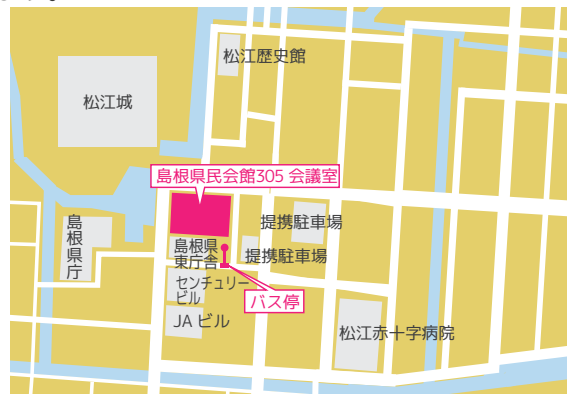 松江歴史館
松江城
島根県民会館305 会議室
島根県庁
提携駐車場
島根県
東庁舎
提携駐車場
センチュリー
ビル
バス停
JA ビル
松江赤十字病院